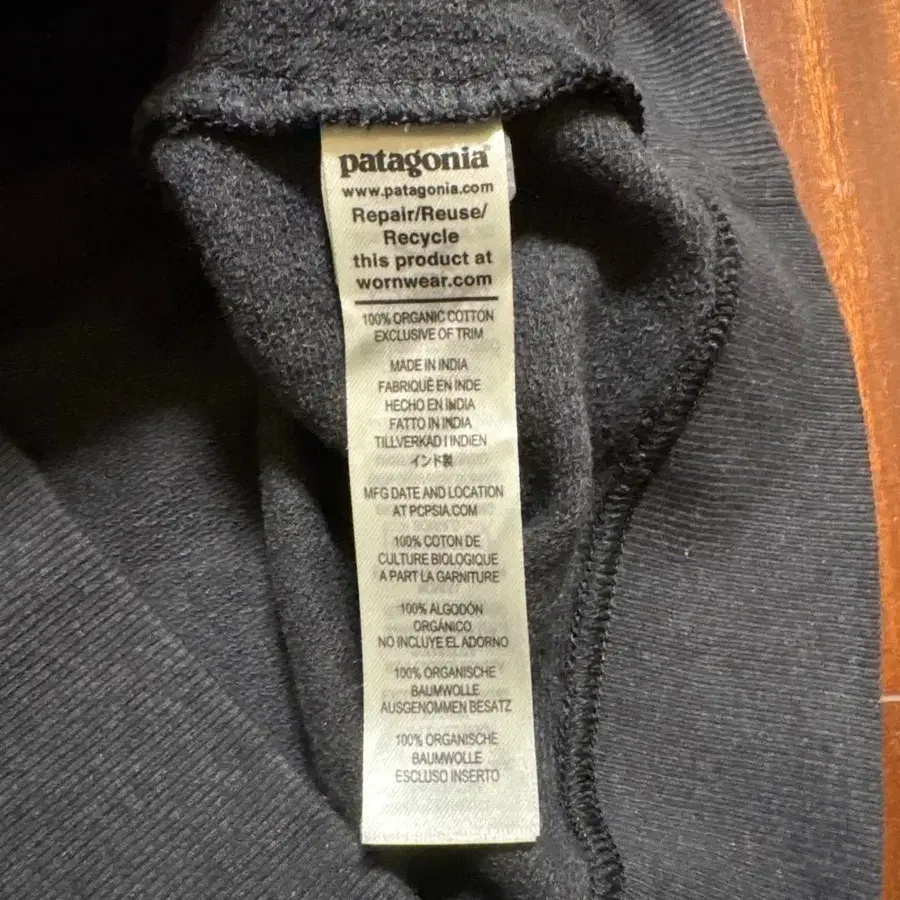 patagonia®
www.patagonia.com
Repair/Reuse/
Recycle
this product at
wornwear.com
100% ORGANIC COTTON
EXCLUSIVE OF TRIM
MADE IN INDIA
FABRIQUÉ EN INDE
HECHO EN INDIA
FATTO IN INDIA
TILLVERKAD I INDIEN
インド製
MFG DATE AND LOCATION
AT PCPSIA.COM
100% COTON DE
CULTURE BIOLOGIQUE
A PART LA GARNITURE
100% ALGODÓN
ORGÁNICO
NO INCLUYE EL ADORNO
100% ORGANISCHE
BAUMWOLLE
AUSGENOMMEN BESATZ
100% ORGANISCHE
BAUMWOLLE
ESCLUSO INSERTO